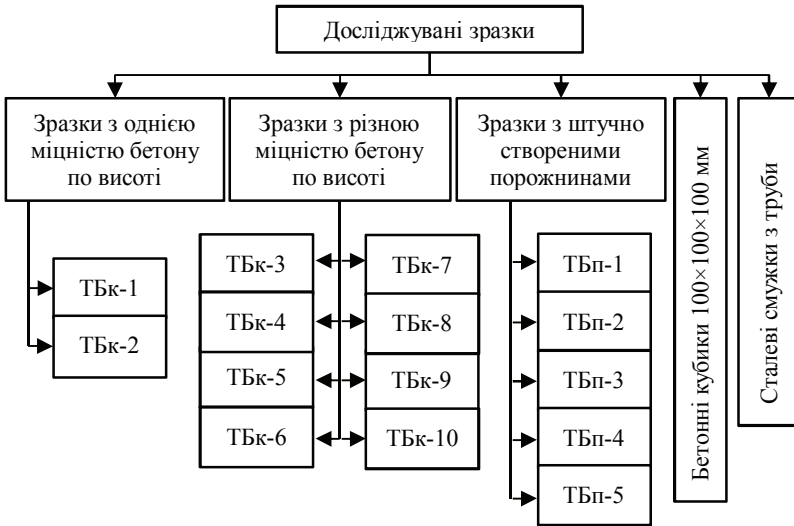 Досліджувані зразки
Зразки з однією
міцністю бетону
по висоті
Зразки з різною
міцністю бетону
по висоті
Зразки з штучно
створеними
порожнинами
Бетонні кубики 100×100×100 мм
Сталеві смужки з труби
ТБк-1
ТБк-2
ТБк-3
ТБк-4
ТБк-5
ТБк-6
ТБк-7
ТБк-8
ТБк-9
ТБк-10
ТБп-1
ТБп-2
ТБп-3
ТБп-4
ТБп-5